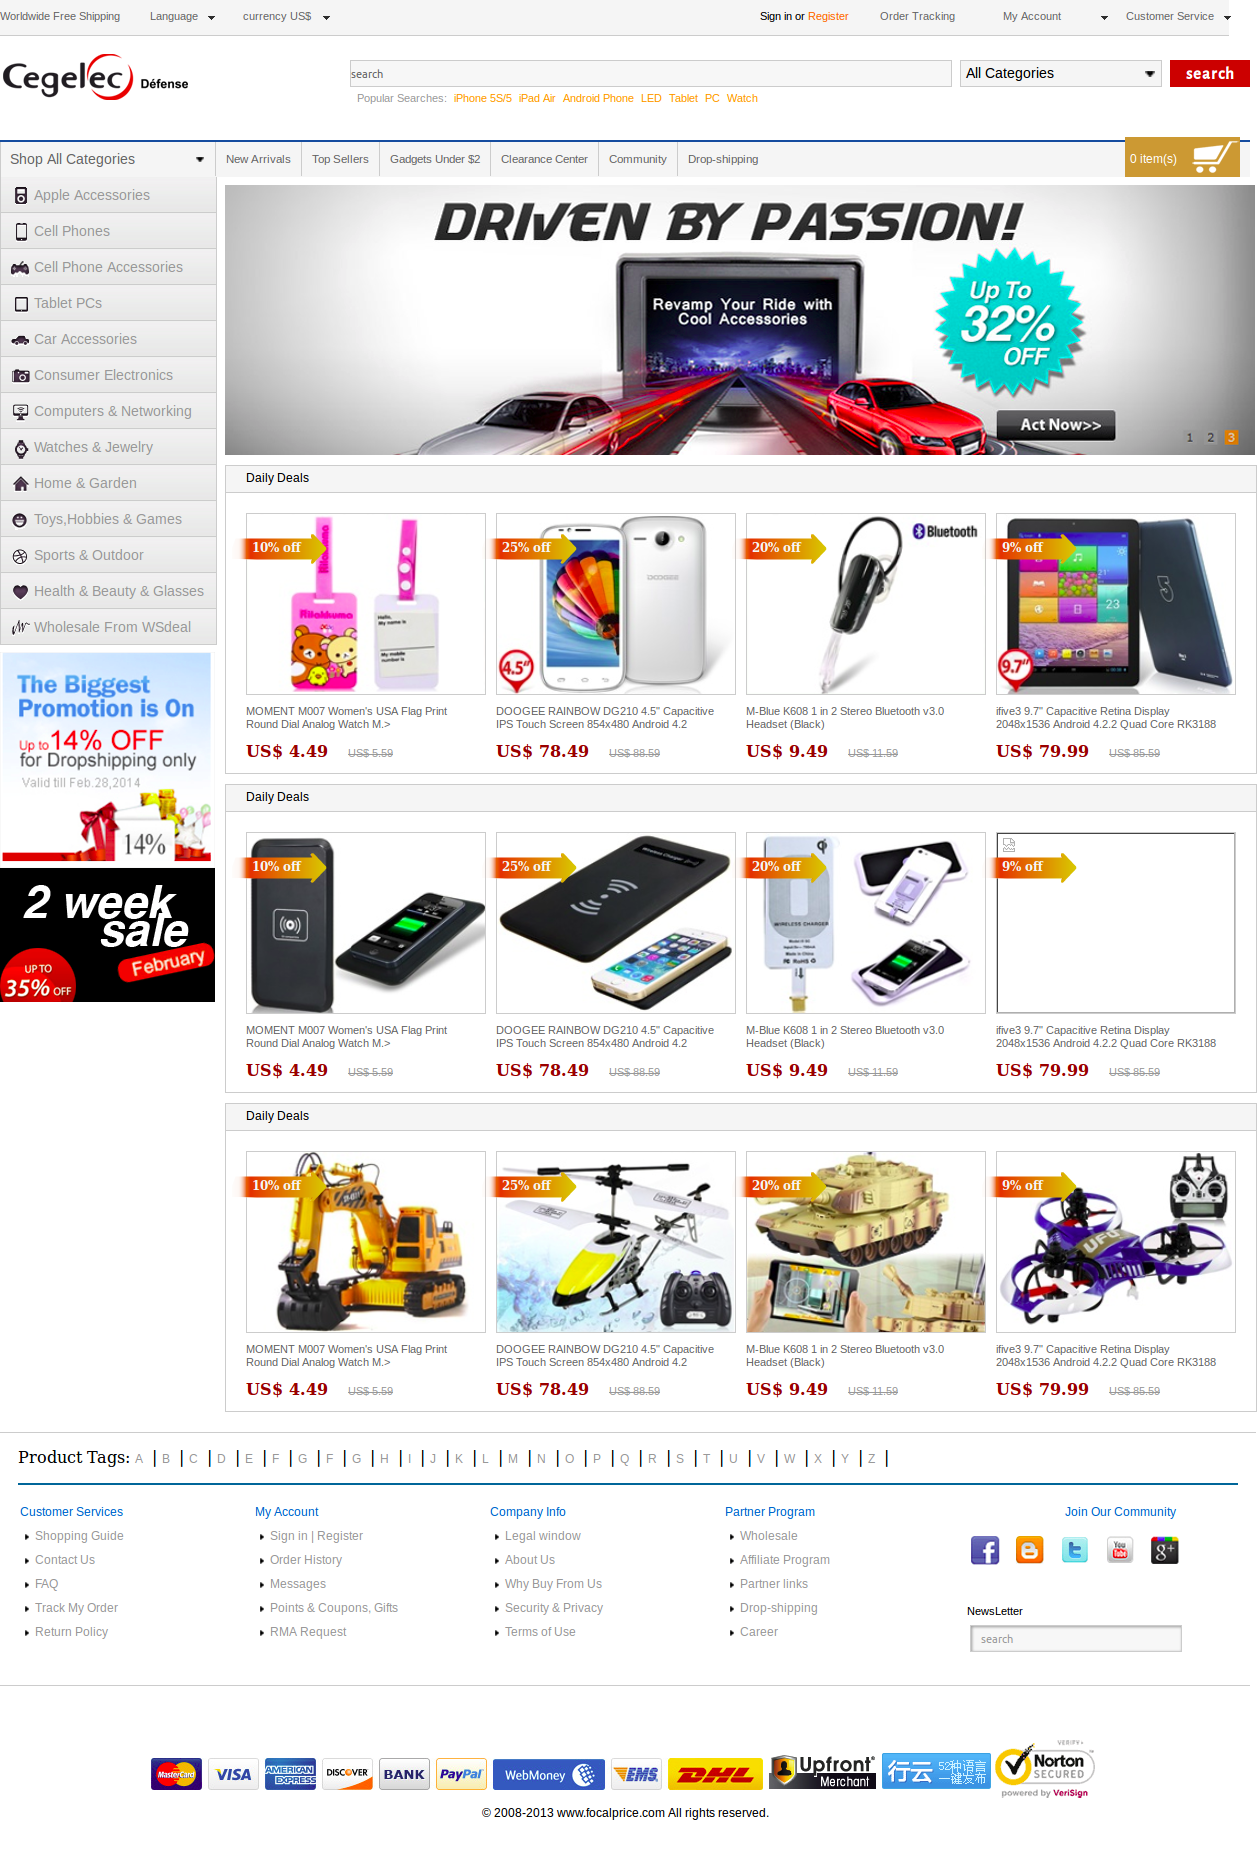 Worldwide Free Shipping Language currency US$ Sign in or Register Order Tracking My Account Customer Service
Cegelec Défense
search All Categories search
Popular Searches: iPhone 5S/5 iPad Air Android Phone LED Tablet PC Watch
Shop All Categories New Arrivals Top Sellers Gadgets Under $2 Clearance Center Community Drop-shipping 0 item(s)
Apple Accessories
Cell Phones
Cell Phone Accessories
Tablet PCs
Car Accessories
Consumer Electronics
Computers & Networking
Watches & Jewelry
Home & Garden
Toys,Hobbies & Games
Sports & Outdoor
Health & Beauty & Glasses
Wholesale From WSdeal
The Biggest
Promotion is On
Up to 14% OFF
for Dropshipping only
Valid till Feb.28,2014
14%
2 week
sale
February
UP TO
35% OFF
DRIVEN BY PASSION!
Revamp Your Ride with
Cool Accessories
Up To
32%
OFF
Act Now>>
1 2 3
Daily Deals
10% off 25% off 20% off 9% off
Rilakkuma
Hello,
My name is
My mobile
number is
DOOGEE
4.5"
Bluetooth
9.7"
MOMENT M007 Women's USA Flag Print
Round Dial Analog Watch M.>
US$ 4.49 US$ 5.59
DOOGEE RAINBOW DG210 4.5" Capacitive
IPS Touch Screen 854x480 Android 4.2
US$ 78.49 US$ 88.59
M-Blue K608 1 in 2 Stereo Bluetooth v3.0
Headset (Black)
US$ 9.49 US$ 11.59
ifive3 9.7" Capacitive Retina Display
2048x1536 Android 4.2.2 Quad Core RK3188
US$ 79.99 US$ 85.59
Daily Deals
10% off 25% off 20% off 9% off
Wireless Charger
WIRELESS CHARGER
Made in China
RoHS
MOMENT M007 Women's USA Flag Print
Round Dial Analog Watch M.>
US$ 4.49 US$ 5.59
DOOGEE RAINBOW DG210 4.5" Capacitive
IPS Touch Screen 854x480 Android 4.2
US$ 78.49 US$ 88.59
M-Blue K608 1 in 2 Stereo Bluetooth v3.0
Headset (Black)
US$ 9.49 US$ 11.59
ifive3 9.7" Capacitive Retina Display
2048x1536 Android 4.2.2 Quad Core RK3188
US$ 79.99 US$ 85.59
Daily Deals
10% off 25% off 20% off 9% off
UFO
MOMENT M007 Women's USA Flag Print
Round Dial Analog Watch M.>
US$ 4.49 US$ 5.59
DOOGEE RAINBOW DG210 4.5" Capacitive
IPS Touch Screen 854x480 Android 4.2
US$ 78.49 US$ 88.59
M-Blue K608 1 in 2 Stereo Bluetooth v3.0
Headset (Black)
US$ 9.49 US$ 11.59
ifive3 9.7" Capacitive Retina Display
2048x1536 Android 4.2.2 Quad Core RK3188
US$ 79.99 US$ 85.59
Product Tags: A | B | C | D | E | F | G | F | G | H | I | J | K | L | M | N | O | P | Q | R | S | T | U | V | W | X | Y | Z |
Customer Services
Shopping Guide
Contact Us
FAQ
Track My Order
Return Policy
My Account
Sign in | Register
Order History
Messages
Points & Coupons, Gifts
RMA Request
Company Info
Legal window
About Us
Why Buy From Us
Security & Privacy
Terms of Use
Partner Program
Wholesale
Affiliate Program
Partner links
Drop-shipping
Career
Join Our Community
You Tube g+
NewsLetter
search
MasterCard VISA AMERICAN EXPRESS DISCOVER BANK PayPal WebMoney EMS DHL Upfront Merchant 行云 52种语言 一键发布 VERIFY Norton SECURED powered by VeriSign
© 2008-2013 www.focalprice.com All rights reserved.